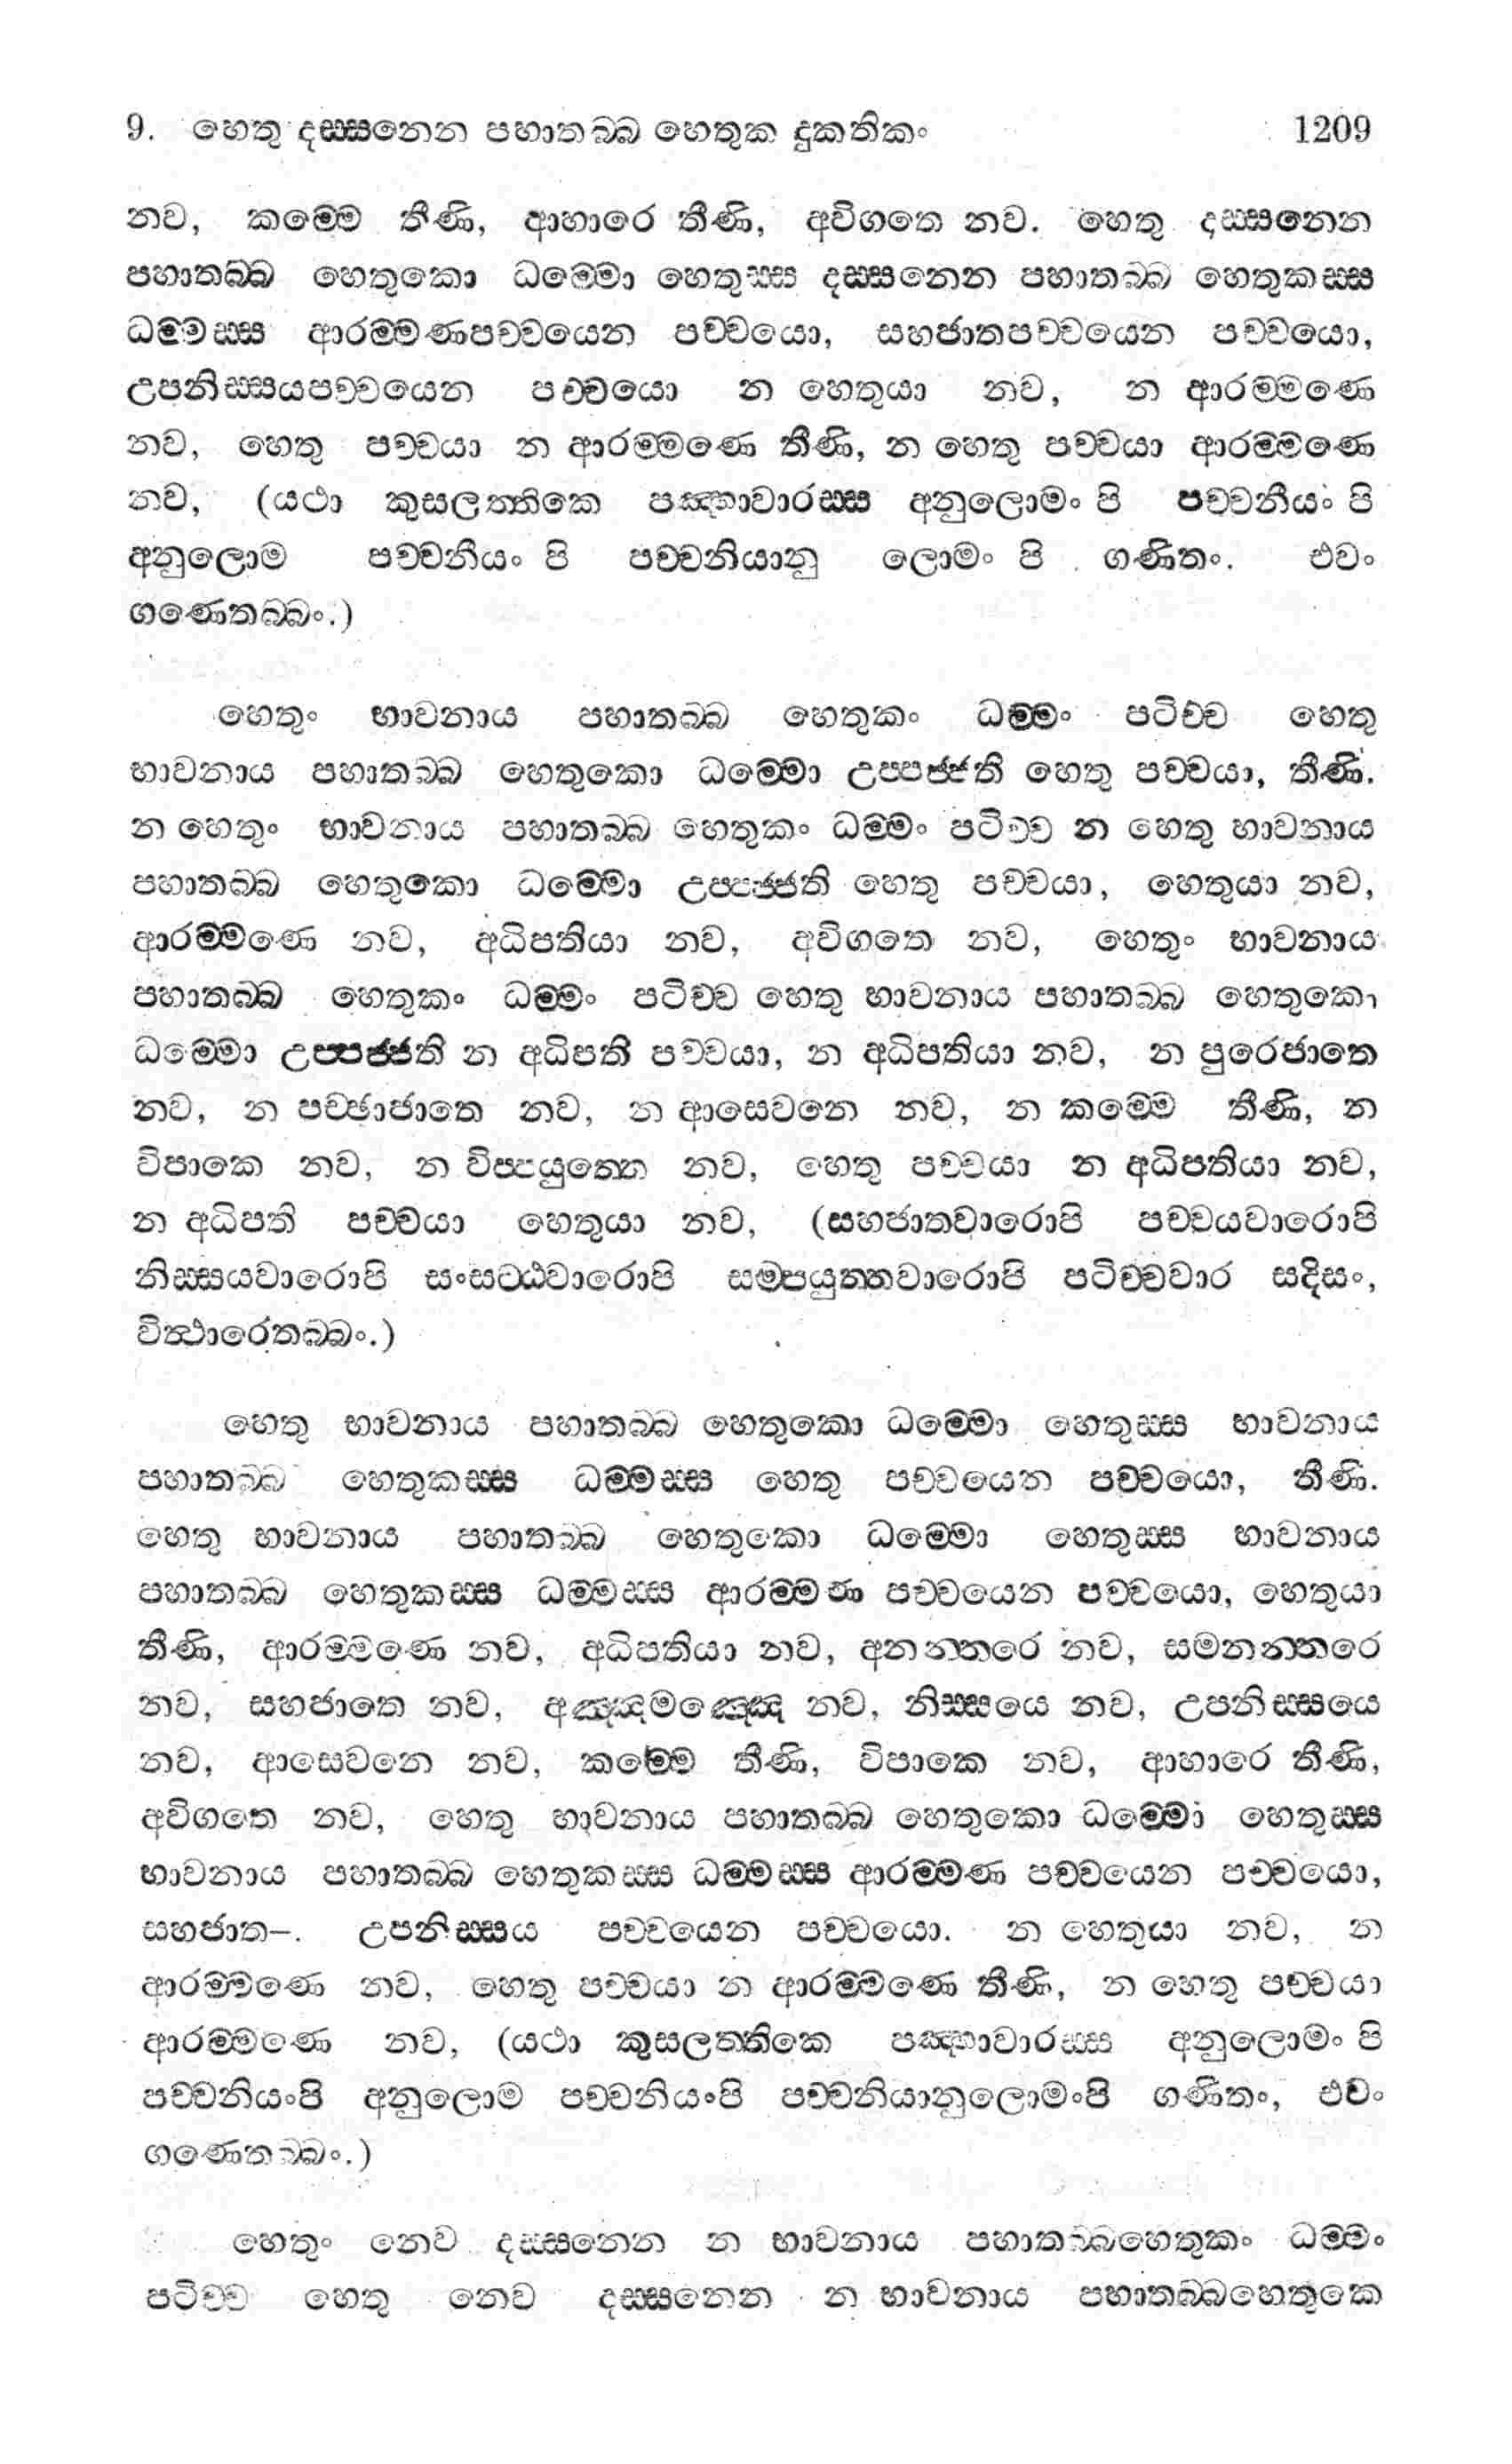 9. හෙතු දස්සනෙන පහාතබ්බ හෙතුක දුකතිකං 1209
නව, කම්මෙ තීණි, ආහාරෙ තීණි, අවිගතෙ නව. හෙතු දස්සනෙන
පහාතබ්බ හෙතුකො ධම්මො හෙතුස්ස දස්සනෙන පහාතබ්බ හෙතුකස්ස
ධම්මස්ස ආරම්මණපච්චයෙන පච්චයො, සහජාතපච්චයෙන පච්චයො,
උපනිස්සයපච්චයෙන පච්චයො න හෙතුයා නව, න ආරම්මණෙ
නව, හෙතු පච්චයා න ආරම්මණෙ තීණි, න හෙතු පච්චයා ආරම්මණෙ
නව, (යථා කුසලත්තිකෙ පඤ්හාවාරස්ස අනුලොමං පි පච්චනීයං පි
අනුලොම පච්චනීයං පි පච්චනියානු ලොමං පි ගණිතං. එවං
ගණෙතබ්බං.)
හෙතුං භාවනාය පහාතබ්බ හෙතුකං ධම්මං පටිච්ච හෙතු
භාවනාය පහාතබ්බ හෙතුකො ධම්මො උප්පජ්ජති හෙතු පච්චයා, තීණි.
න හෙතුං භාවනාය පහාතබ්බ හෙතුකං ධම්මං පටිච්ච න හෙතු භාවනාය
පහාතබ්බ හෙතුකො ධම්මො උප්පජ්ජති හෙතු පච්චයා, හෙතුයා නව,
ආරම්මණෙ නව, අධිපතියා නව, අවිගතෙ නව, හෙතුං භාවනාය
පහාතබ්බ හෙතුකං ධම්මං පටිච්ච හෙතු භාවනාය පහාතබ්බ හෙතුකො
ධම්මො උප්පජ්ජති න අධිපති පච්චයා, න අධිපතියා නව, න පුරෙජාතෙ
නව, න පච්ඡාජාතෙ නව, න ආසෙවනෙ නව, න කම්මෙ තීණි, න
විපාකෙ නව, න විප්පයුත්තෙ නව, හෙතු පච්චයා න අධිපතියා නව,
න අධිපති පච්චයා හෙතුයා නව, (සහජාතවාරොපි පච්චයවාරොපි
නිස්සයවාරොපි සංසට්ඨවාරොපි සම්පයුත්තවාරොපි පටිච්චවාර සදිසං,
විත්ථාරෙතබ්බං.)
හෙතු භාවනාය පහාතබ්බ හෙතුකො ධම්මො හෙතුස්ස භාවනාය
පහාතබ්බ හෙතුකස්ස ධම්මස්ස හෙතු පච්චයෙන පච්චයො, තීණි.
හෙතු භාවනාය පහාතබ්බ හෙතුකො ධම්මො හෙතුස්ස භාවනාය
පහාතබ්බ හෙතුකස්ස ධම්මස්ස ආරම්මණ පච්චයෙන පච්චයො, හෙතුයා
තීණි, ආරම්මණෙ නව, අධිපතියා නව, අනන්තරෙ නව, සමනන්තරෙ
නව, සහජාතෙ නව, අඤ්ඤමඤ්ඤෙ නව, නිස්සයෙ නව, උපනිස්සයෙ
නව, ආසෙවනෙ නව, කම්මෙ තීණි, විපාකෙ නව, ආහාරෙ තීණි,
අවිගතෙ නව, හෙතු භාවනාය පහාතබ්බ හෙතුකො ධම්මො හෙතුස්ස
භාවනාය පහාතබ්බ හෙතුකස්ස ධම්මස්ස ආරම්මණ පච්චයෙන පච්චයො,
සහජාත–. උපනිස්සය පච්චයෙන පච්චයො. න හෙතුයා නව, න
ආරම්මණෙ නව, හෙතු පච්චයා න ආරම්මණෙ තීණි, න හෙතු පච්චයා
ආරම්මණෙ නව, (යථා කුසලත්තිකෙ පඤ්හාවාරස්ස අනුලොමං පි
පච්චනියංපි අනුලොම පච්චනියංපි පච්චනියානුලොමංපි ගණිතං, එවං
ගණෙතබ්බං.)
හෙතුං නෙව දස්සනෙන න භාවනාය පහාතබ්බහෙතුකං ධම්මං
පටිච්ච හෙතු නෙව දස්සනෙන න භාවනාය පහාතබ්බහෙතුකෙ